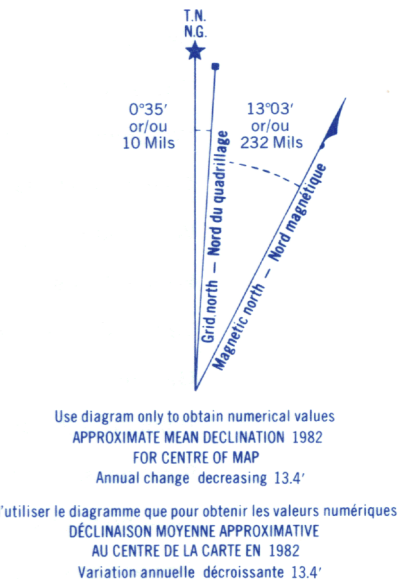 T.N.
N.G.
0°35′
or/ou
10 Mils
13°03′
or/ou
232 Mils
Grid north — Nord du quadrillage
Magnetic north — Nord magnétique
Use diagram only to obtain numerical values
APPROXIMATE MEAN DECLINATION 1982
FOR CENTRE OF MAP
Annual change decreasing 13.4′
'utiliser le diagramme que pour obtenir les valeurs numériques
DÉCLINAISON MOYENNE APPROXIMATIVE
AU CENTRE DE LA CARTE EN 1982
Variation annuelle décroissante 13.4′